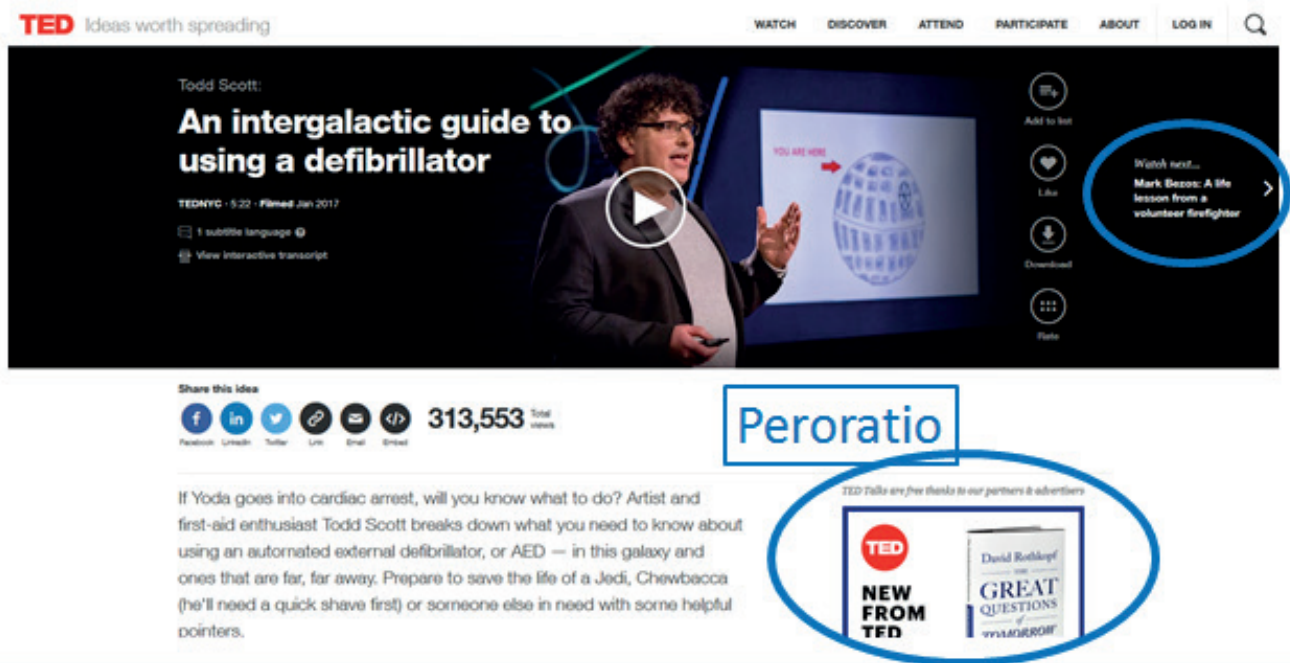 TED Ideas worth spreading
WATCH DISCOVER ATTEND PARTICIPATE ABOUT LOG IN
Todd Scott:
An intergalactic guide to
using a defibrillator
TEDNYC · 5:22 · Filmed Jan 2017
1 subtitle language
View interactive transcript
YOU ARE HERE
Add to list
Like
Download
Rate
Watch next...
Mark Bezos: A life
lesson from a
volunteer firefighter
Share this idea
Facebook LinkedIn Twitter Link Email Embed
313,553 Total views
Peroratio
If Yoda goes into cardiac arrest, will you know what to do? Artist and
first-aid enthusiast Todd Scott breaks down what you need to know about
using an automated external defibrillator, or AED — in this galaxy and
ones that are far, far away. Prepare to save the life of a Jedi, Chewbacca
(he'll need a quick shave first) or someone else in need with some helpful
pointers.
TED Talks are free thanks to our partners & advertisers
TED
NEW
FROM
TED
David Rothkopf
THE
GREAT
QUESTIONS
of
TOMORROW